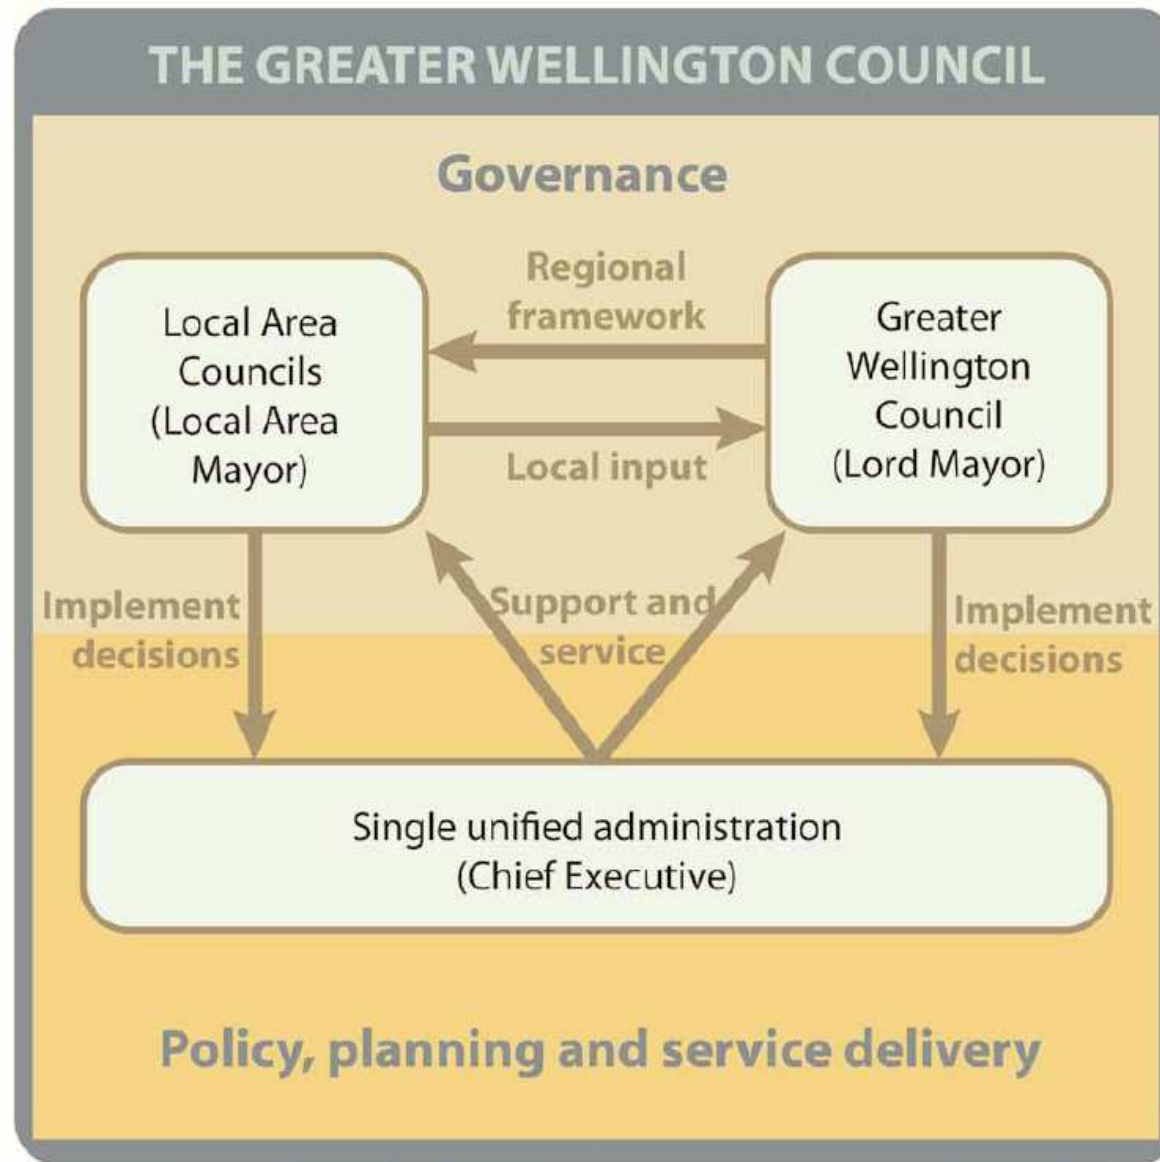 THE GREATER WELLINGTON COUNCIL
Governance
Local Area
Councils
(Local Area
Mayor)
Regional
framework
Local input
Greater
Wellington
Council
(Lord Mayor)
Implement
decisions
Support and
service
Implement
decisions
Single unified administration
(Chief Executive)
Policy, planning and service delivery